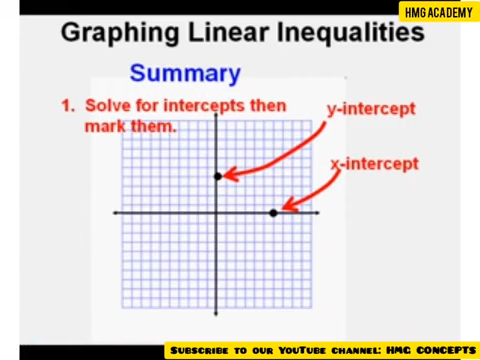 HMG ACADEMY
Graphing Linear Inequalities
Summary
1. Solve for intercepts then
mark them.
y-intercept
x-intercept
Subscribe to our YouTube channel: HMG CONCEPTS